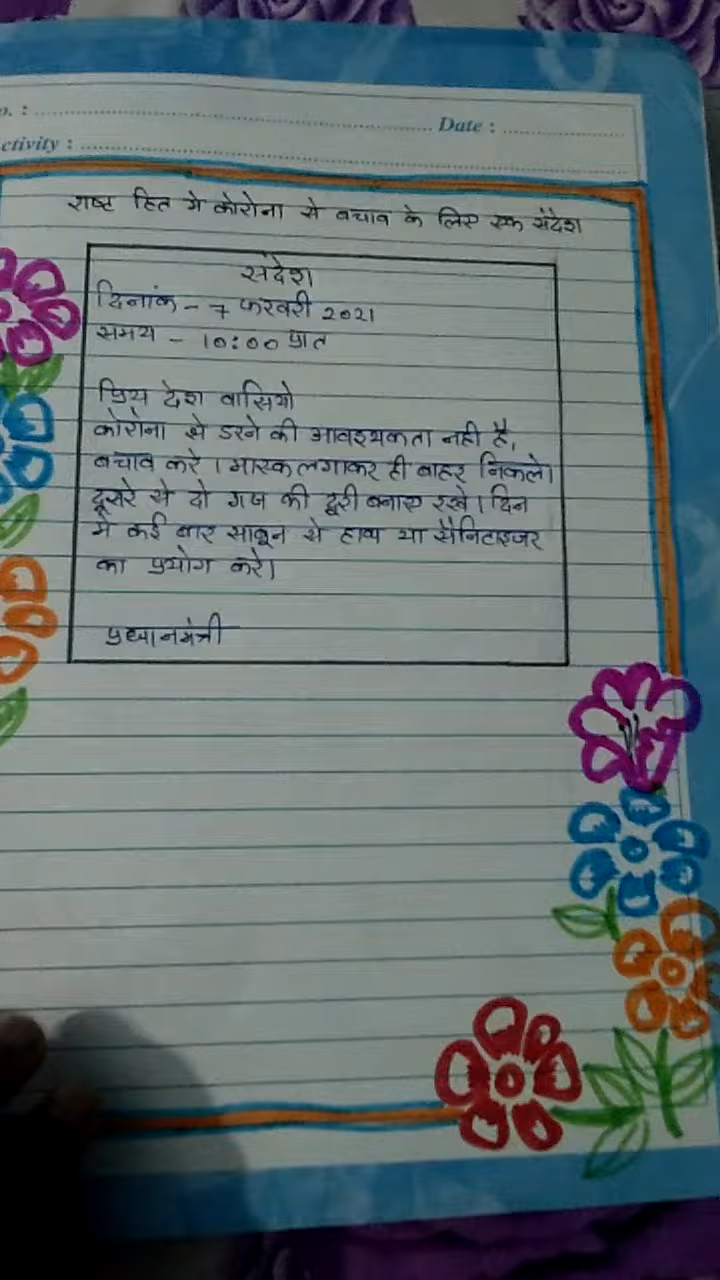 o. : Date :
ctivity :
राष्ट हित मे कोरोना से बचाव के लिए एक संदेश
संदेश
दिनांक - 7 फरवरी 2021
समय - 10:00 प्रात
प्रिय देश वासियो
कोरोना से डरने की आवश्यकता नही है,
बचाव करे । मास्क लगाकर ही बाहर निकले।
दूसरे से दो गज की दूरी बनाए रखे। दिन
मे कई बार साबून से हाथ या सैनिटाइजर
का प्रयोग करे।
प्रधानमंत्री